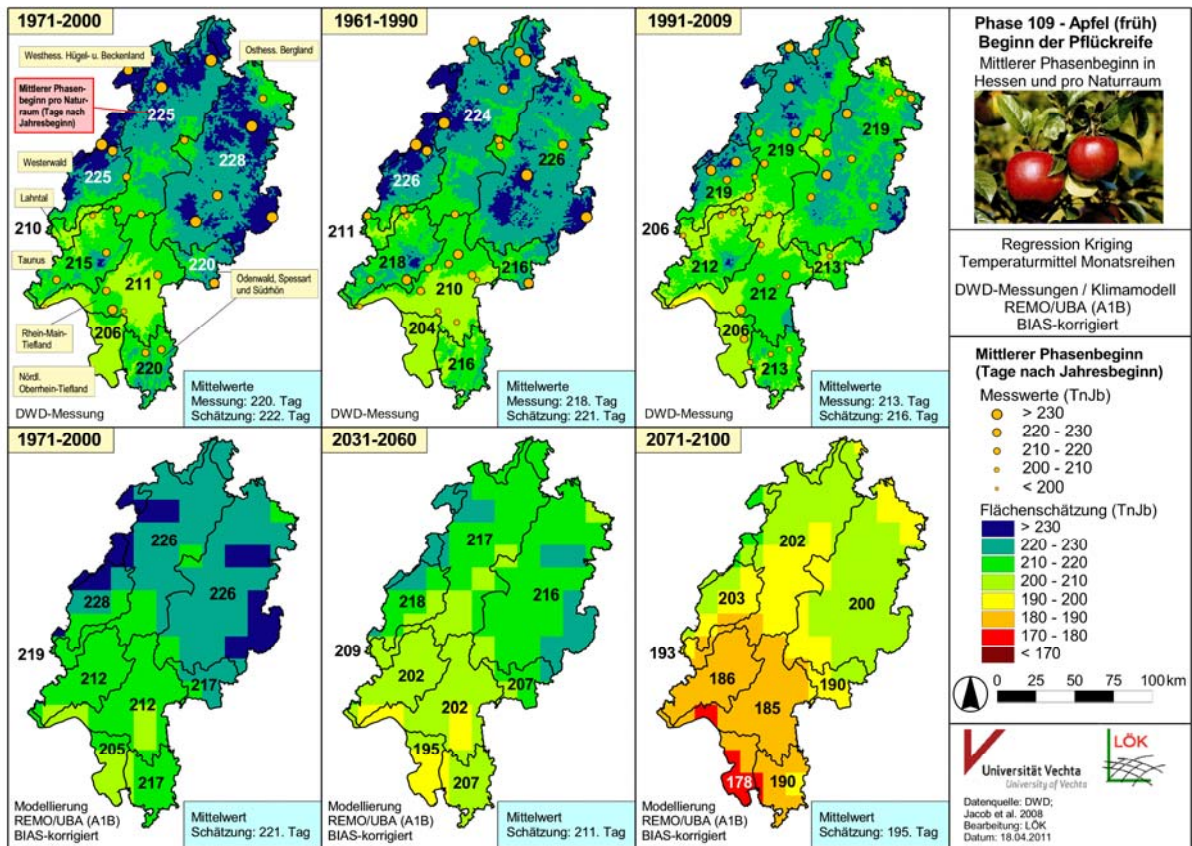 1971-2000
Westhess. Hügel- u. Beckenland
Osthess. Bergland
Mittlerer Phasen-
beginn pro Natur-
raum (Tage nach
Jahresbeginn)
225
228
Westerwald
225
Lahntal
210
Taunus
215
211
220
Odenwald, Spessart
und Südrhön
Rhein-Main-
Tiefland
206
Nördl.
Oberrhein-Tiefland
220
DWD-Messung
Mittelwerte
Messung: 220. Tag
Schätzung: 222. Tag
1961-1990
224
226
226
211
218
216
210
204
216
DWD-Messung
Mittelwerte
Messung: 218. Tag
Schätzung: 221. Tag
1991-2009
219
219
219
206
212
213
212
206
213
DWD-Messung
Mittelwerte
Messung: 213. Tag
Schätzung: 216. Tag
Phase 109 - Apfel (früh)
Beginn der Pflückreife
Mittlerer Phasenbeginn in
Hessen und pro Naturraum
Regression Kriging
Temperaturmittel Monatsreihen
DWD-Messungen / Klimamodell
REMO/UBA (A1B)
BIAS-korrigiert
1971-2000
226
228
226
219
212
217
212
205
217
Modellierung
REMO/UBA (A1B)
BIAS-korrigiert
Mittelwert
Schätzung: 221. Tag
2031-2060
217
218
216
209
202
207
202
195
207
Modellierung
REMO/UBA (A1B)
BIAS-korrigiert
Mittelwert
Schätzung: 211. Tag
2071-2100
202
203
200
193
186
190
185
178
190
Modellierung
REMO/UBA (A1B)
BIAS-korrigiert
Mittelwert
Schätzung: 195. Tag
Mittlerer Phasenbeginn
(Tage nach Jahresbeginn)
Messwerte (TnJb)
> 230
220 - 230
210 - 220
200 - 210
< 200
Flächenschätzung (TnJb)
> 230
220 - 230
210 - 220
200 - 210
190 - 200
180 - 190
170 - 180
< 170
0 25 50 75 100 km
Universität Vechta
University of Vechta
LÖK
Datenquelle: DWD;
Jacob et al. 2008
Bearbeitung: LÖK
Datum: 18.04.2011